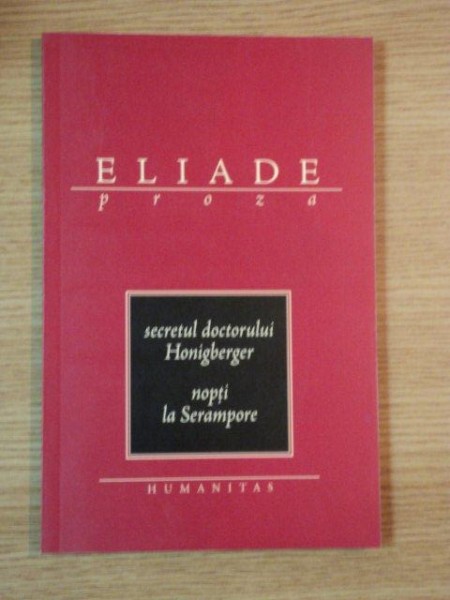 ELIADE
proza
secretul doctorului
Honigberger
nopți
la Serampore
HUMANITAS